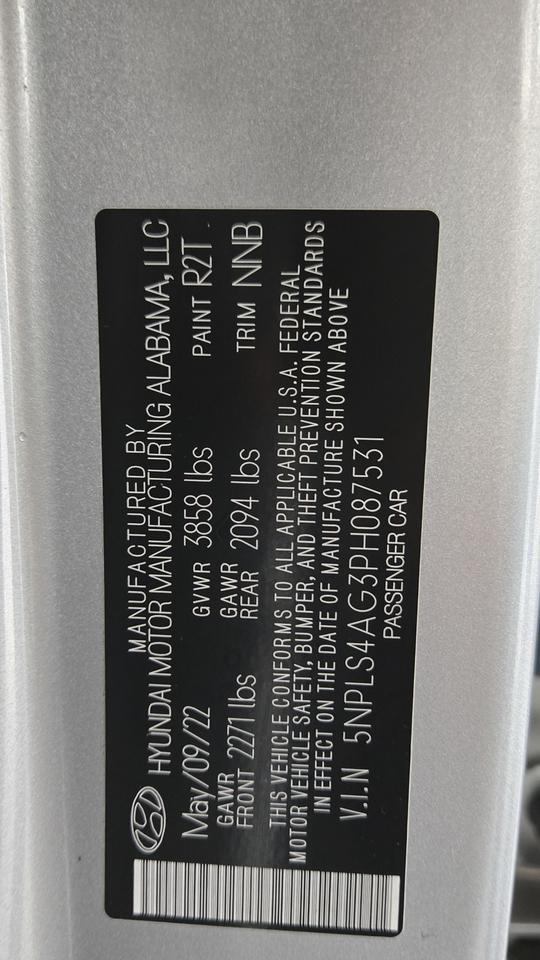 MANUFACTURED BY
HYUNDAI MOTOR MANUFACTURING ALABAMA, LLC
May/09/22 GVWR 3858 lbs PAINT R2T
GAWR GAWR
FRONT 2271 lbs REAR 2094 lbs TRIM NNB
THIS VEHICLE CONFORMS TO ALL APPLICABLE U.S.A. FEDERAL
MOTOR VEHICLE SAFETY, BUMPER, AND THEFT PREVENTION STANDARDS
IN EFFECT ON THE DATE OF MANUFACTURE SHOWN ABOVE
V.I.N 5NPLS4AG3PH087531
PASSENGER CAR